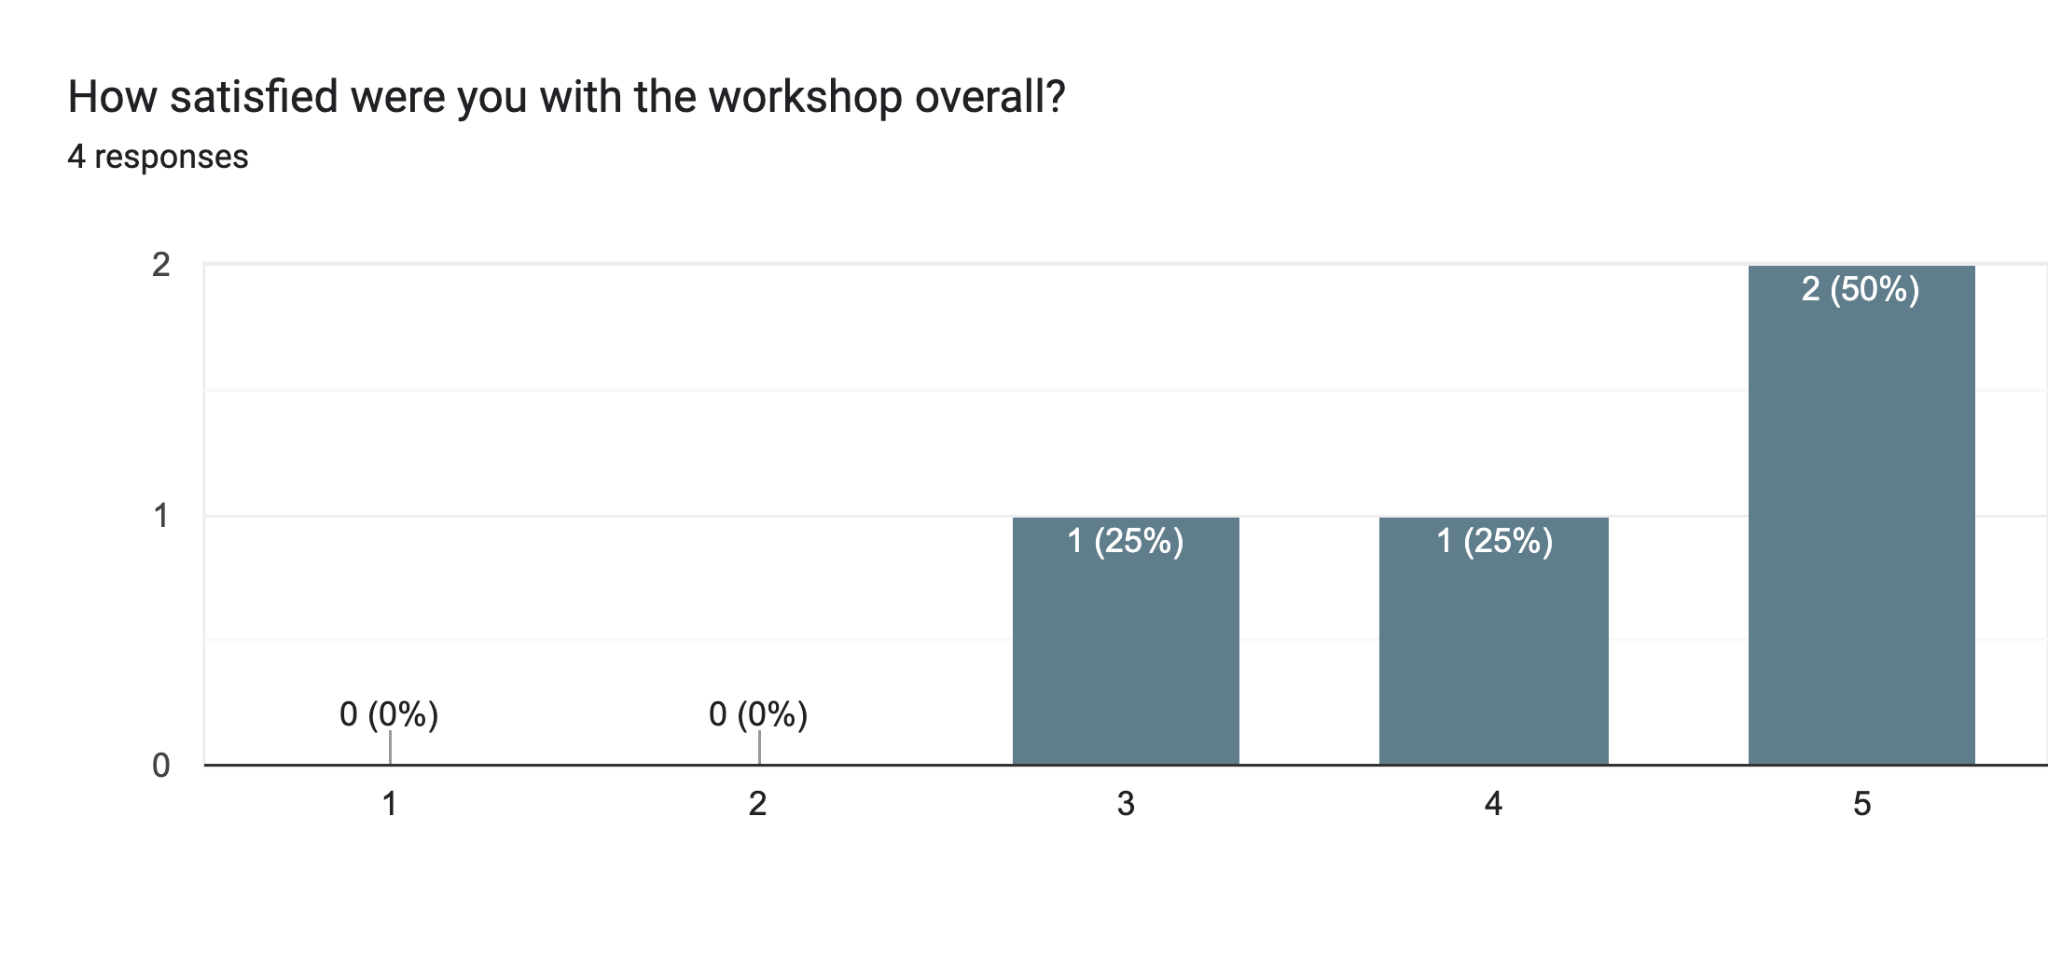 How satisfied were you with the workshop overall?
4 responses
2
2 (50%)
1
1 (25%)
1 (25%)
0 (0%)
0 (0%)
0
1 2 3 4 5